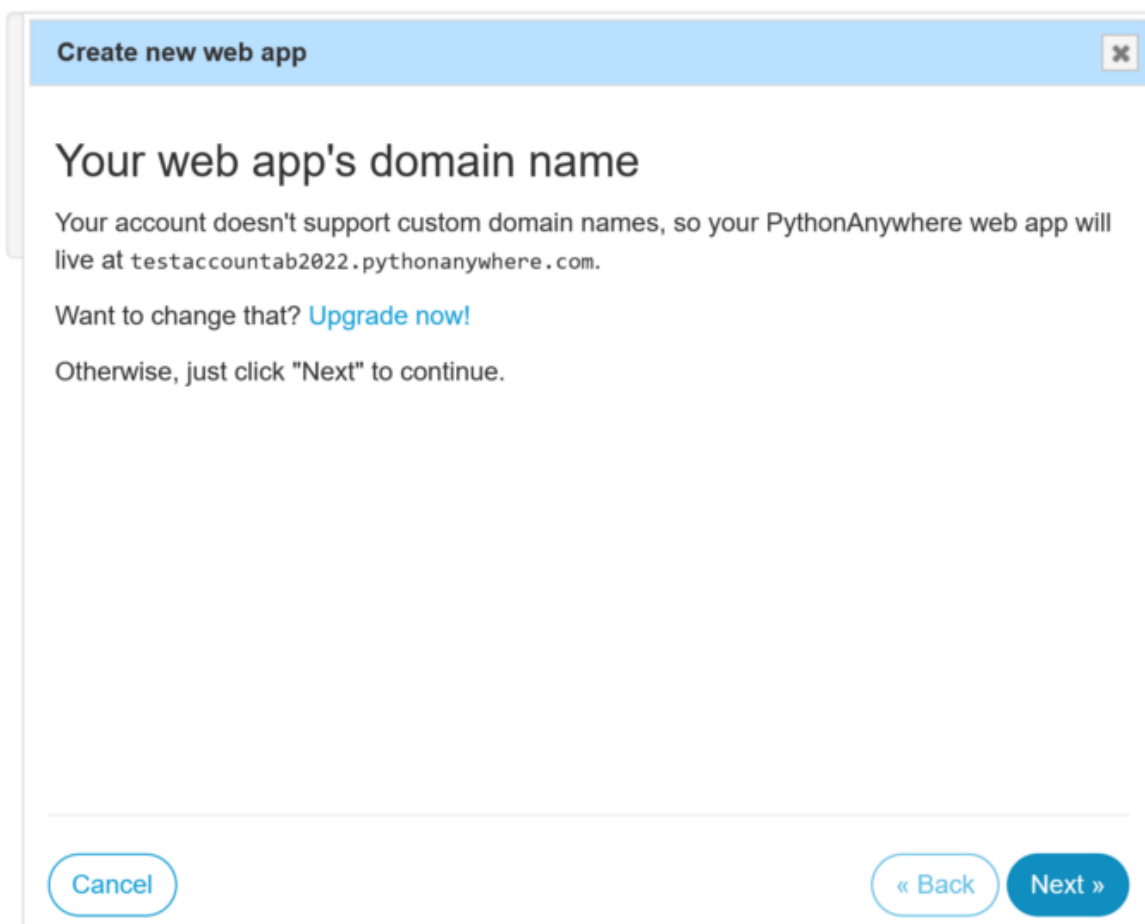 Create new web app
Your web app's domain name
Your account doesn't support custom domain names, so your PythonAnywhere web app will
live at testaccountab2022.pythonanywhere.com.
Want to change that? Upgrade now!
Otherwise, just click "Next" to continue.
Cancel
« Back
Next »